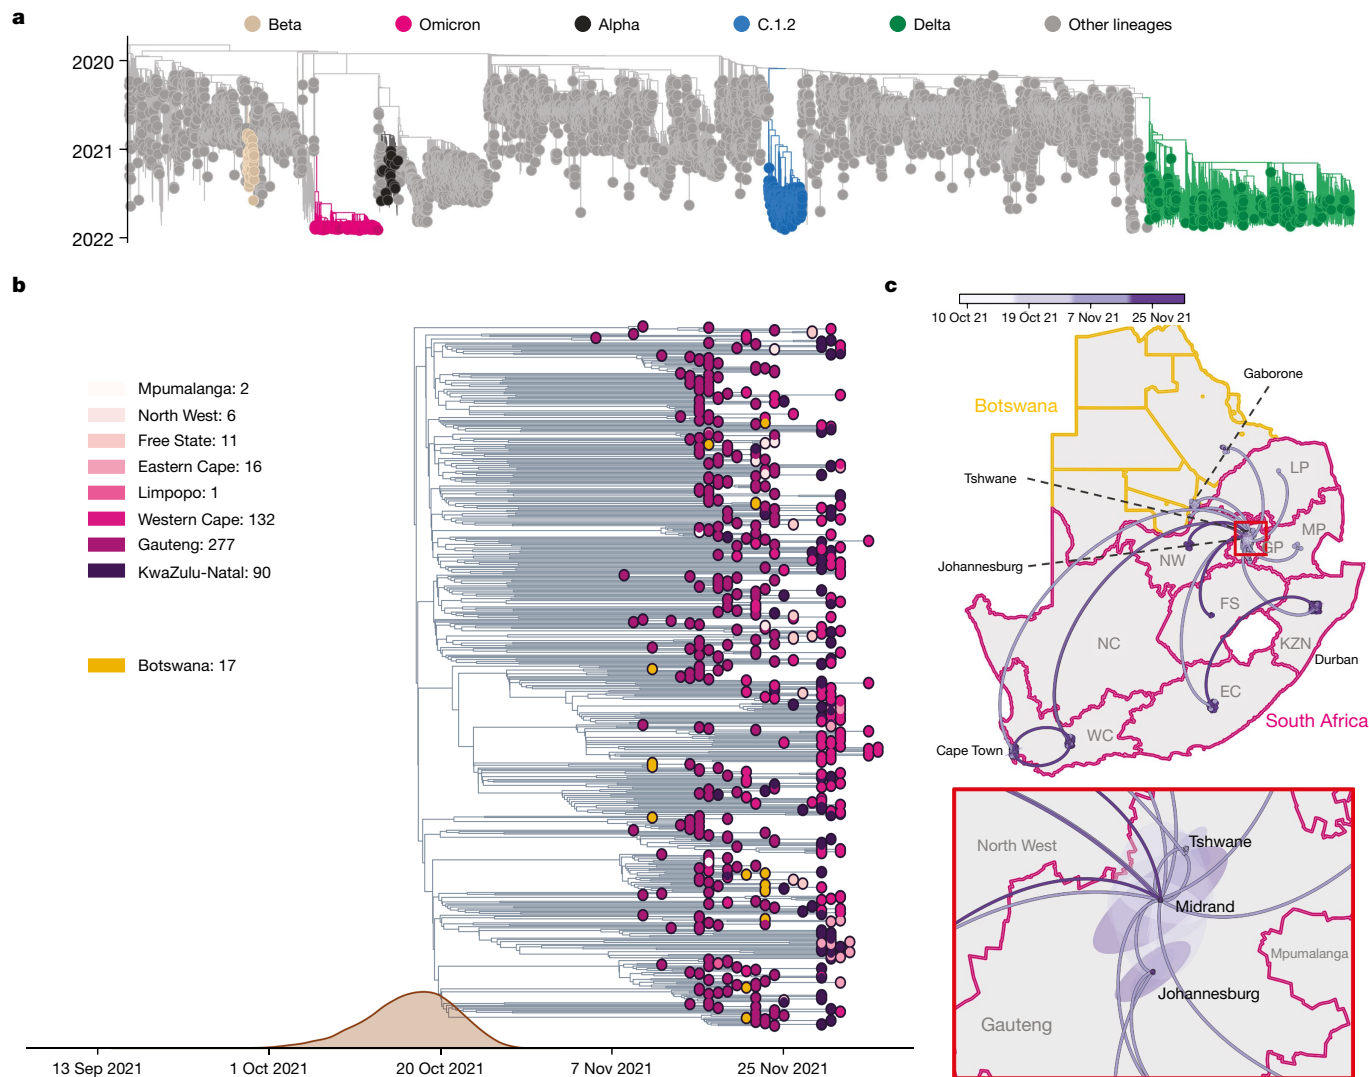 a
Beta
Omicron
Alpha
C.1.2
Delta
Other lineages
2020
2021
2022
b
Mpumalanga: 2
North West: 6
Free State: 11
Eastern Cape: 16
Limpopo: 1
Western Cape: 132
Gauteng: 277
KwaZulu-Natal: 90
Botswana: 17
13 Sep 2021
1 Oct 2021
20 Oct 2021
7 Nov 2021
25 Nov 2021
c
10 Oct 21
19 Oct 21
7 Nov 21
25 Nov 21
Gaborone
Botswana
LP
Tshwane
MP
GP
NW
Johannesburg
FS
NC
KZN
Durban
EC
South Africa
WC
Cape Town
North West
Tshwane
Midrand
Mpumalanga
Johannesburg
Gauteng